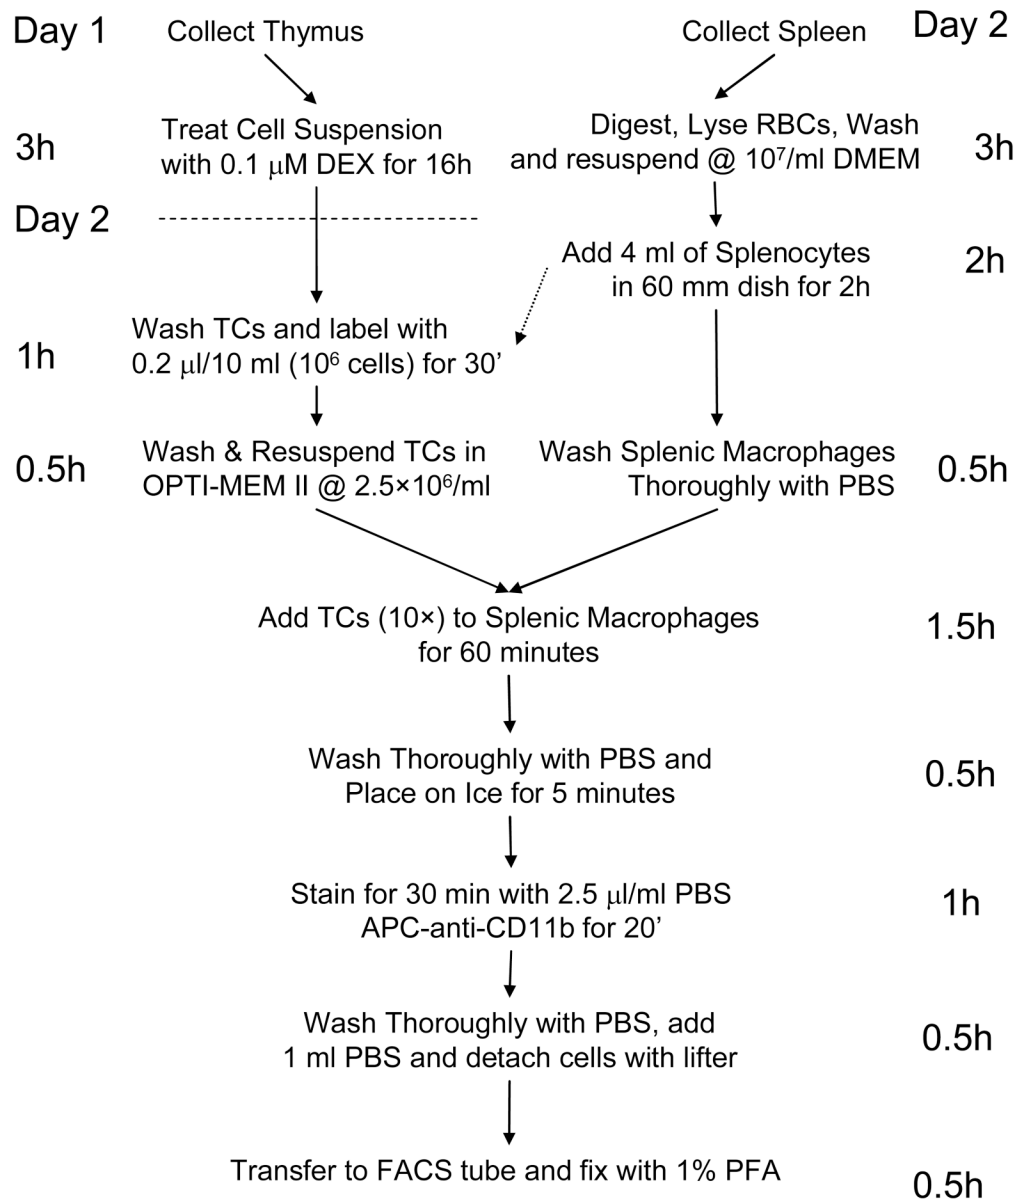 Day 1
Collect Thymus
Collect Spleen
Day 2
3h
Treat Cell Suspension
with 0.1 μM DEX for 16h
Digest, Lyse RBCs, Wash
and resuspend @ 10⁷/ml DMEM
3h
Day 2
Add 4 ml of Splenocytes
in 60 mm dish for 2h
2h
1h
Wash TCs and label with
0.2 μl/10 ml (10⁶ cells) for 30’
0.5h
Wash & Resuspend TCs in
OPTI-MEM II @ 2.5×10⁶/ml
Wash Splenic Macrophages
Thoroughly with PBS
0.5h
Add TCs (10×) to Splenic Macrophages
for 60 minutes
1.5h
Wash Thoroughly with PBS and
Place on Ice for 5 minutes
0.5h
Stain for 30 min with 2.5 μl/ml PBS
APC-anti-CD11b for 20’
1h
Wash Thoroughly with PBS, add
1 ml PBS and detach cells with lifter
0.5h
Transfer to FACS tube and fix with 1% PFA
0.5h